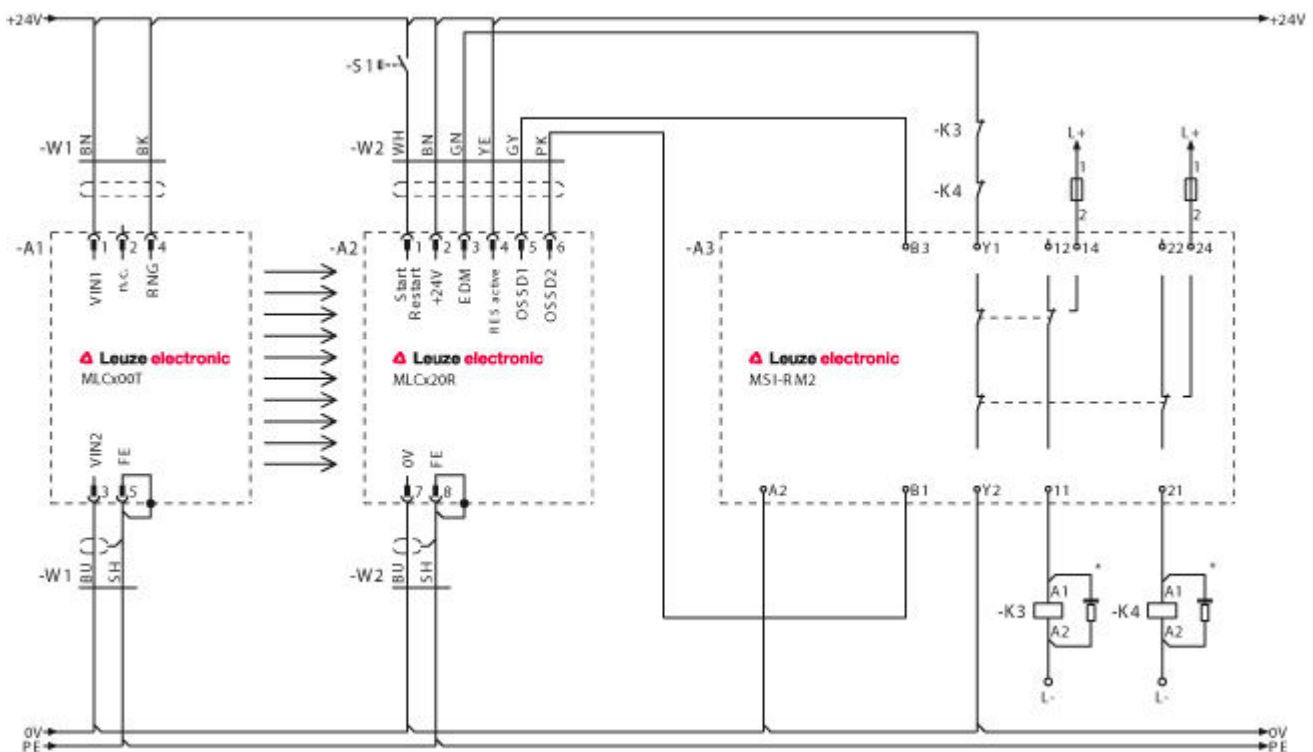 +24V +24V
-S1
-K3 L+ L+
-W1 BN BK -W2 WH BN GN YE GY PK
1 1
-K4
2 2
-A1 1 2 4 -A2 1 2 3 4 5 6 -A3 B3 Y1 12 14 22 24
VIN1 n.c. RNG Start Restart +24V EDM RES active OSSD1 OSSD2
Leuze electronic Leuze electronic Leuze electronic
MLCx00T MLCx20R MSI-RM2
VIN2 FE 0V FE
3 5 7 8 A2 B1 Y2 11 21
-W1 BU SH -W2 BU SH
* *
A1 A1
-K3 -K4
A2 A2
L- L-
0V 0V
PE PE